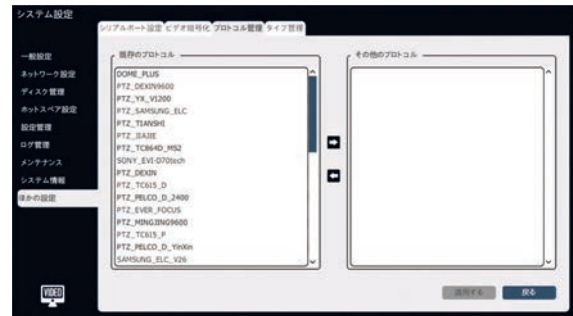 システム設定
シリアルポート設定 ビデオ暗号化 プロトコル管理 タイプ管理
一般設定
ネットワーク設定
ディスク管理
ホットスペア設定
設定管理
ログ管理
メンテナンス
システム情報
ほかの設定
既存のプロトコル
DOME_PLUS
PTZ_DEXIN9600
PTZ_YX_V1200
PTZ_SAMSUNG_ELC
PTZ_TIANSHI
PTZ_JIAJIE
PTZ_TC864D_MS2
SONY_EVI-D70tech
PTZ_DEXIN
PTZ_TC615_D
PTZ_PELCO_D_2400
PTZ_EVER_FOCUS
PTZ_MINGJING9600
PTZ_TC615_P
PTZ_PELCO_D_YinXin
SAMSUNG_ELC_V26
その他のプロトコル
適用する 戻る
VIDEO